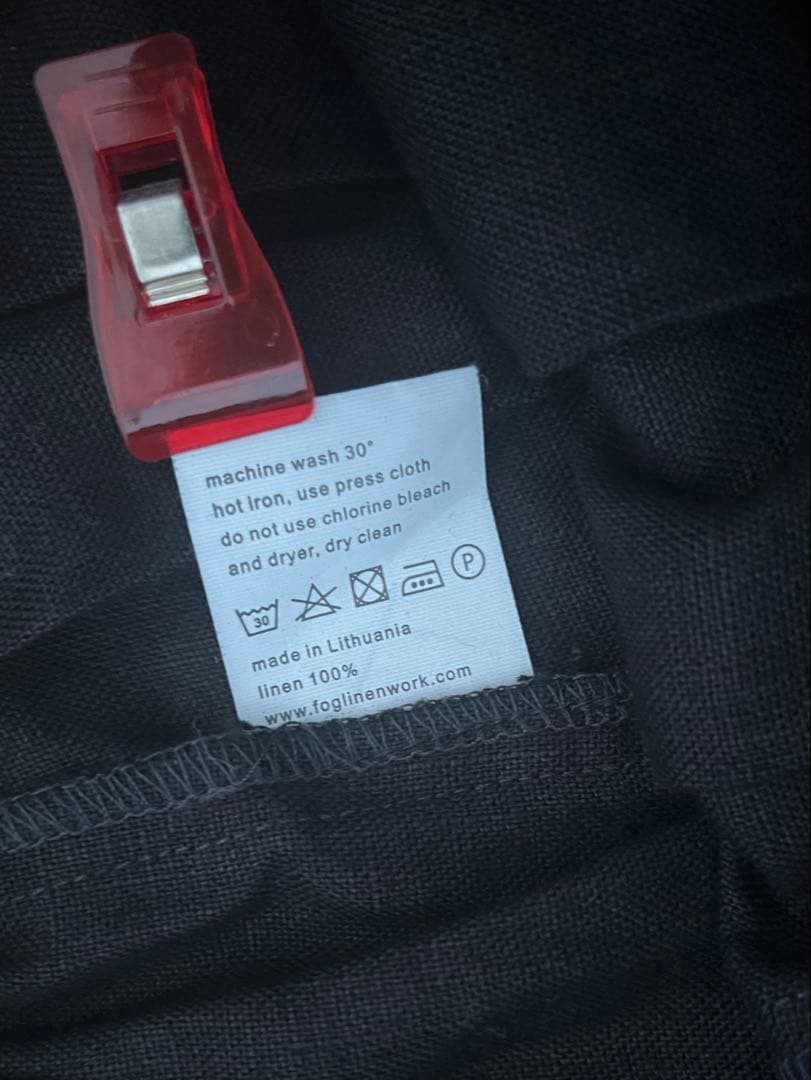 machine wash 30°
hot iron, use press cloth
do not use chlorine bleach
and dryer, dry clean
30 P
made in Lithuania
linen 100%
www.foglinenwork.com